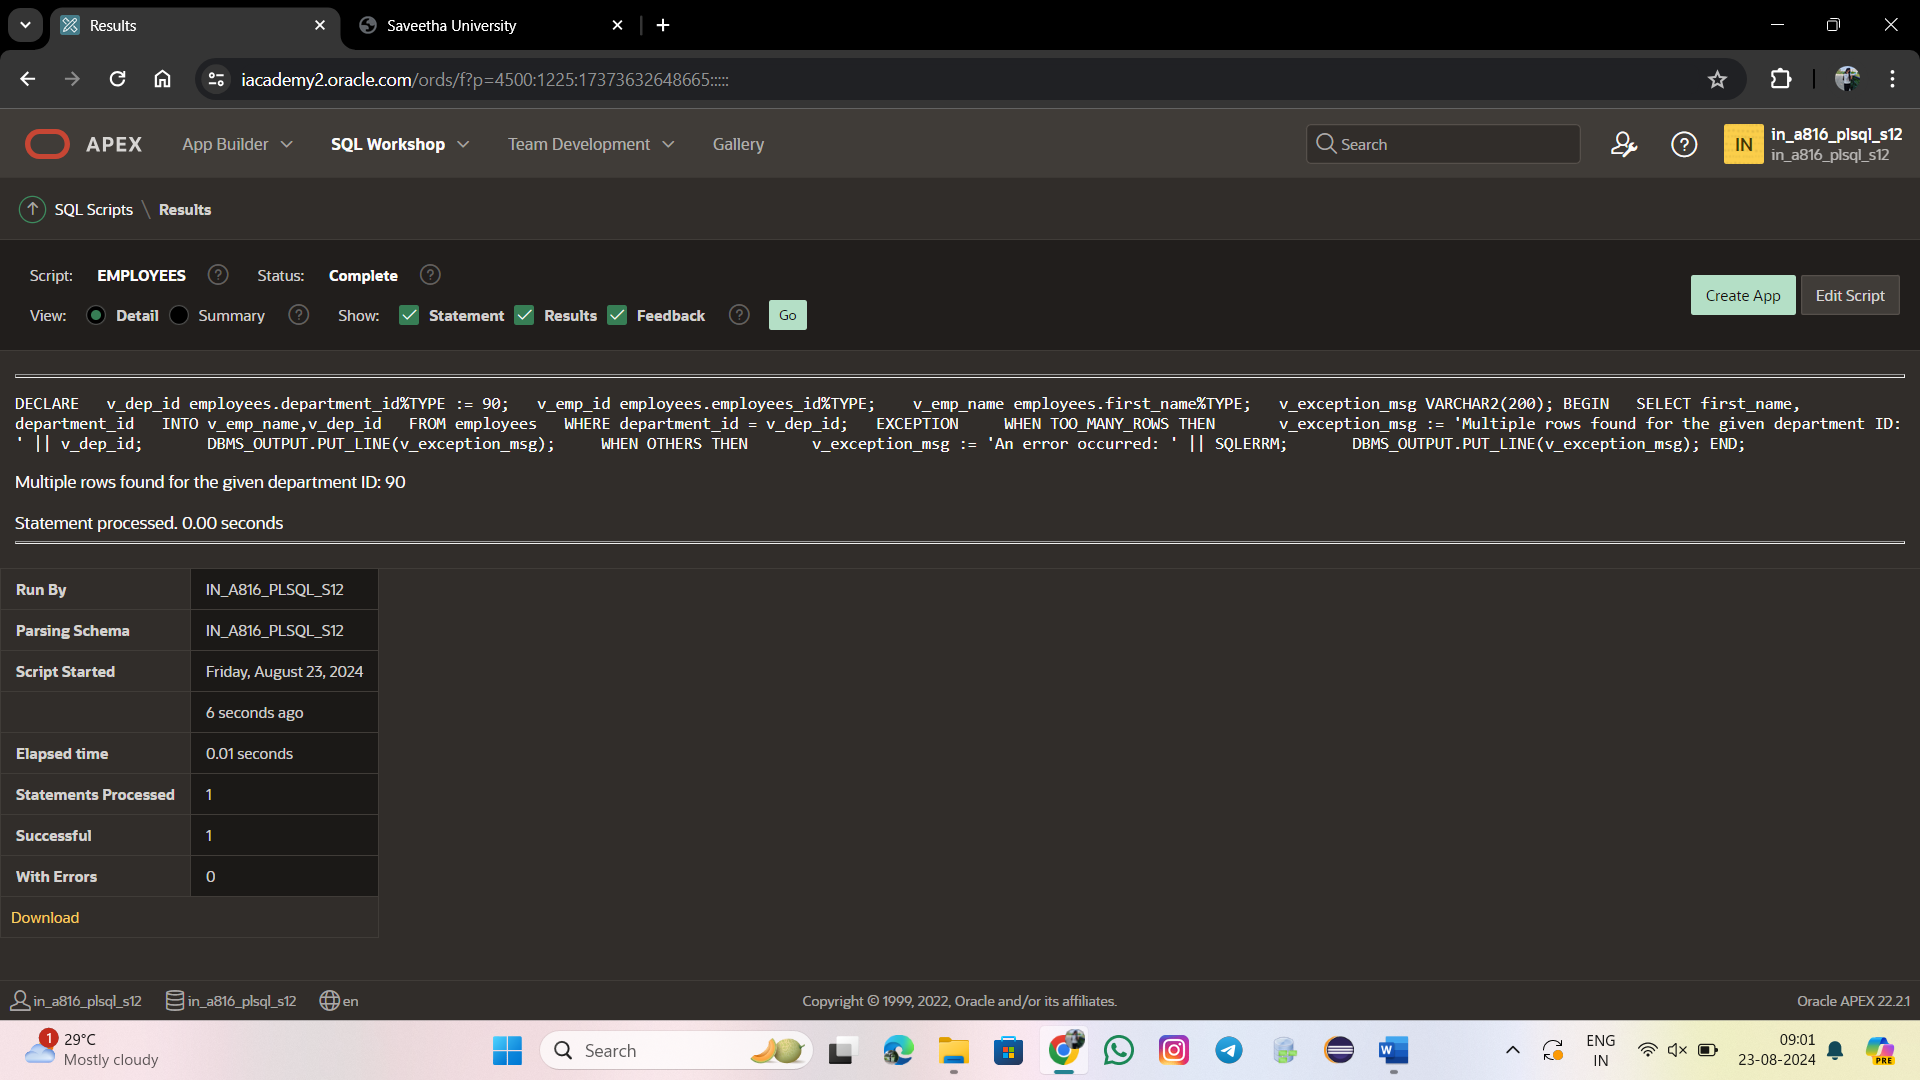 Results
Saveetha University
iacademy2.oracle.com/ords/f?p=4500:1225:17373632648665:::::
APEX App Builder SQL Workshop Team Development Gallery Search IN in_a816_plsql_s12
in_a816_plsql_s12
SQL Scripts \ Results
Script: EMPLOYEES Status: Complete
Create App Edit Script
View: Detail Summary Show: Statement Results Feedback Go
DECLARE v_dep_id employees.department_id%TYPE := 90; v_emp_id employees.employees_id%TYPE; v_emp_name employees.first_name%TYPE; v_exception_msg VARCHAR2(200); BEGIN SELECT first_name,
department_id INTO v_emp_name,v_dep_id FROM employees WHERE department_id = v_dep_id; EXCEPTION WHEN TOO_MANY_ROWS THEN v_exception_msg := 'Multiple rows found for the given department ID:
' || v_dep_id; DBMS_OUTPUT.PUT_LINE(v_exception_msg); WHEN OTHERS THEN v_exception_msg := 'An error occurred: ' || SQLERRM; DBMS_OUTPUT.PUT_LINE(v_exception_msg); END;
Multiple rows found for the given department ID: 90
Statement processed. 0.00 seconds
Run By IN_A816_PLSQL_S12
Parsing Schema IN_A816_PLSQL_S12
Script Started Friday, August 23, 2024
6 seconds ago
Elapsed time 0.01 seconds
Statements Processed 1
Successful 1
With Errors 0
Download
in_a816_plsql_s12 in_a816_plsql_s12 en Copyright © 1999, 2022, Oracle and/or its affiliates. Oracle APEX 22.2.1
1 29°C
Mostly cloudy
Search
W
ENG
IN
09:01
23-08-2024
PRE